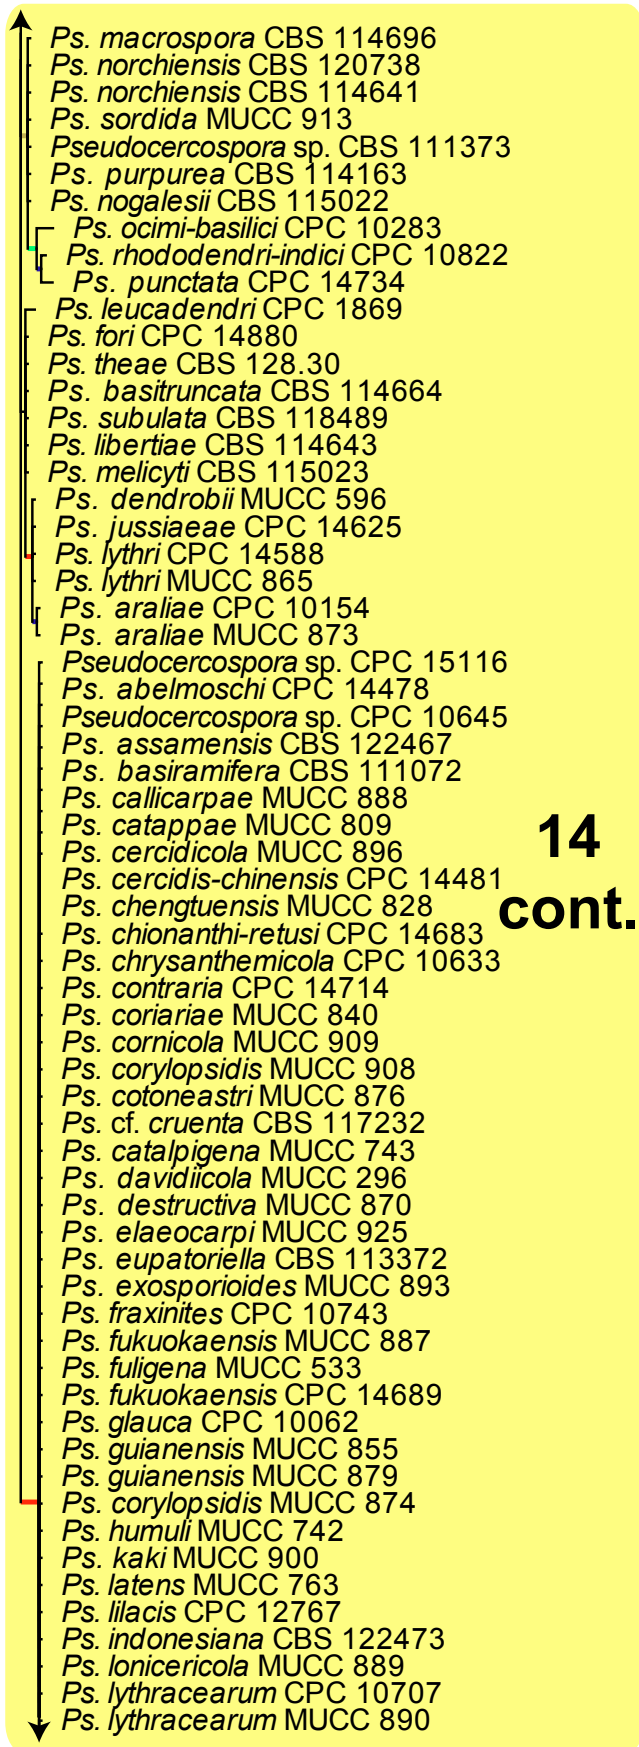 Ps. macrospora CBS 114696
Ps. norchiensis CBS 120738
Ps. norchiensis CBS 114641
Ps. sordida MUCC 913
Pseudocercospora sp. CBS 111373
Ps. purpurea CBS 114163
Ps. nogalesii CBS 115022
Ps. ocimi-basilici CPC 10283
Ps. rhododendri-indici CPC 10822
Ps. punctata CPC 14734
Ps. leucadendri CPC 1869
Ps. fori CPC 14880
Ps. theae CBS 128.30
Ps. basitruncata CBS 114664
Ps. subulata CBS 118489
Ps. libertiae CBS 114643
Ps. melicyti CBS 115023
Ps. dendrobii MUCC 596
Ps. jussiaeae CPC 14625
Ps. lythri CPC 14588
Ps. lythri MUCC 865
Ps. araliae CPC 10154
Ps. araliae MUCC 873
Pseudocercospora sp. CPC 15116
Ps. abelmoschi CPC 14478
Pseudocercospora sp. CPC 10645
Ps. assamensis CBS 122467
Ps. basiramifera CBS 111072
Ps. callicarpae MUCC 888
Ps. catappae MUCC 809
Ps. cercidicola MUCC 896
Ps. cercidis-chinensis CPC 14481
Ps. chengtuensis MUCC 828
Ps. chionanthi-retusi CPC 14683
Ps. chrysanthemicola CPC 10633
Ps. contraria CPC 14714
Ps. coriariae MUCC 840
Ps. cornicola MUCC 909
Ps. corylopsidis MUCC 908
Ps. cotoneastri MUCC 876
Ps. cf. cruenta CBS 117232
Ps. catalpigena MUCC 743
Ps. davidiicola MUCC 296
Ps. destructiva MUCC 870
Ps. elaeocarpi MUCC 925
Ps. eupatoriella CBS 113372
Ps. exosporioides MUCC 893
Ps. fraxinites CPC 10743
Ps. fukuokaensis MUCC 887
Ps. fuligena MUCC 533
Ps. fukuokaensis CPC 14689
Ps. glauca CPC 10062
Ps. guianensis MUCC 855
Ps. guianensis MUCC 879
Ps. corylopsidis MUCC 874
Ps. humuli MUCC 742
Ps. kaki MUCC 900
Ps. latens MUCC 763
Ps. lilacis CPC 12767
Ps. indonesiana CBS 122473
Ps. lonicericola MUCC 889
Ps. lythracearum CPC 10707
Ps. lythracearum MUCC 890
14
cont.